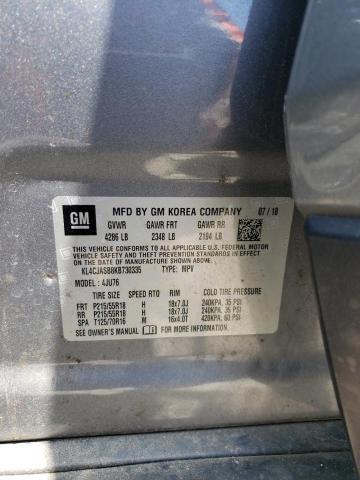 GM
MFD BY GM KOREA COMPANY 07/18
GVWR GAWR FRT GAWR RR
4286 LB 2348 LB 2194 LB
THIS VEHICLE CONFORMS TO ALL APPLICABLE U.S. FEDERAL MOTOR
VEHICLE SAFETY, BUMPER, AND THEFT PREVENTION STANDARDS IN
EFFECT ON THE DATE OF MANUFACTURE SHOWN ABOVE.
KL4CJASB8KB730335 TYPE: MPV
MODEL: 4JU76
TIRE SIZE SPEED RTG RIM COLD TIRE PRESSURE
FRT P215/55R18 H 18x7.0J 240KPA, 35 PSI
RR P215/55R18 H 18x7.0J 240KPA, 35 PSI
SPA T125/70R16 M 16x4.0T 420KPA, 60 PSI
SEE OWNER'S MANUAL FOR MORE INFORMATION.